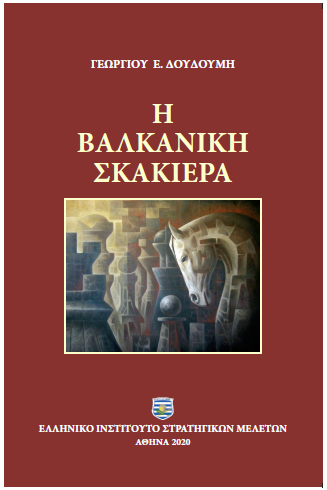 ΓΕΩΡΓΙΟΥ Ε. ΔΟΥΔΟΥΜΗ
Η
ΒΑΛΚΑΝΙΚΗ
ΣΚΑΚΙΕΡΑ
ΕΛΛΗΝΙΚΟ ΙΝΣΤΙΤΟΥΤΟ ΣΤΡΑΤΗΓΙΚΩΝ ΜΕΛΕΤΩΝ
ΑΘΗΝΑ 2020